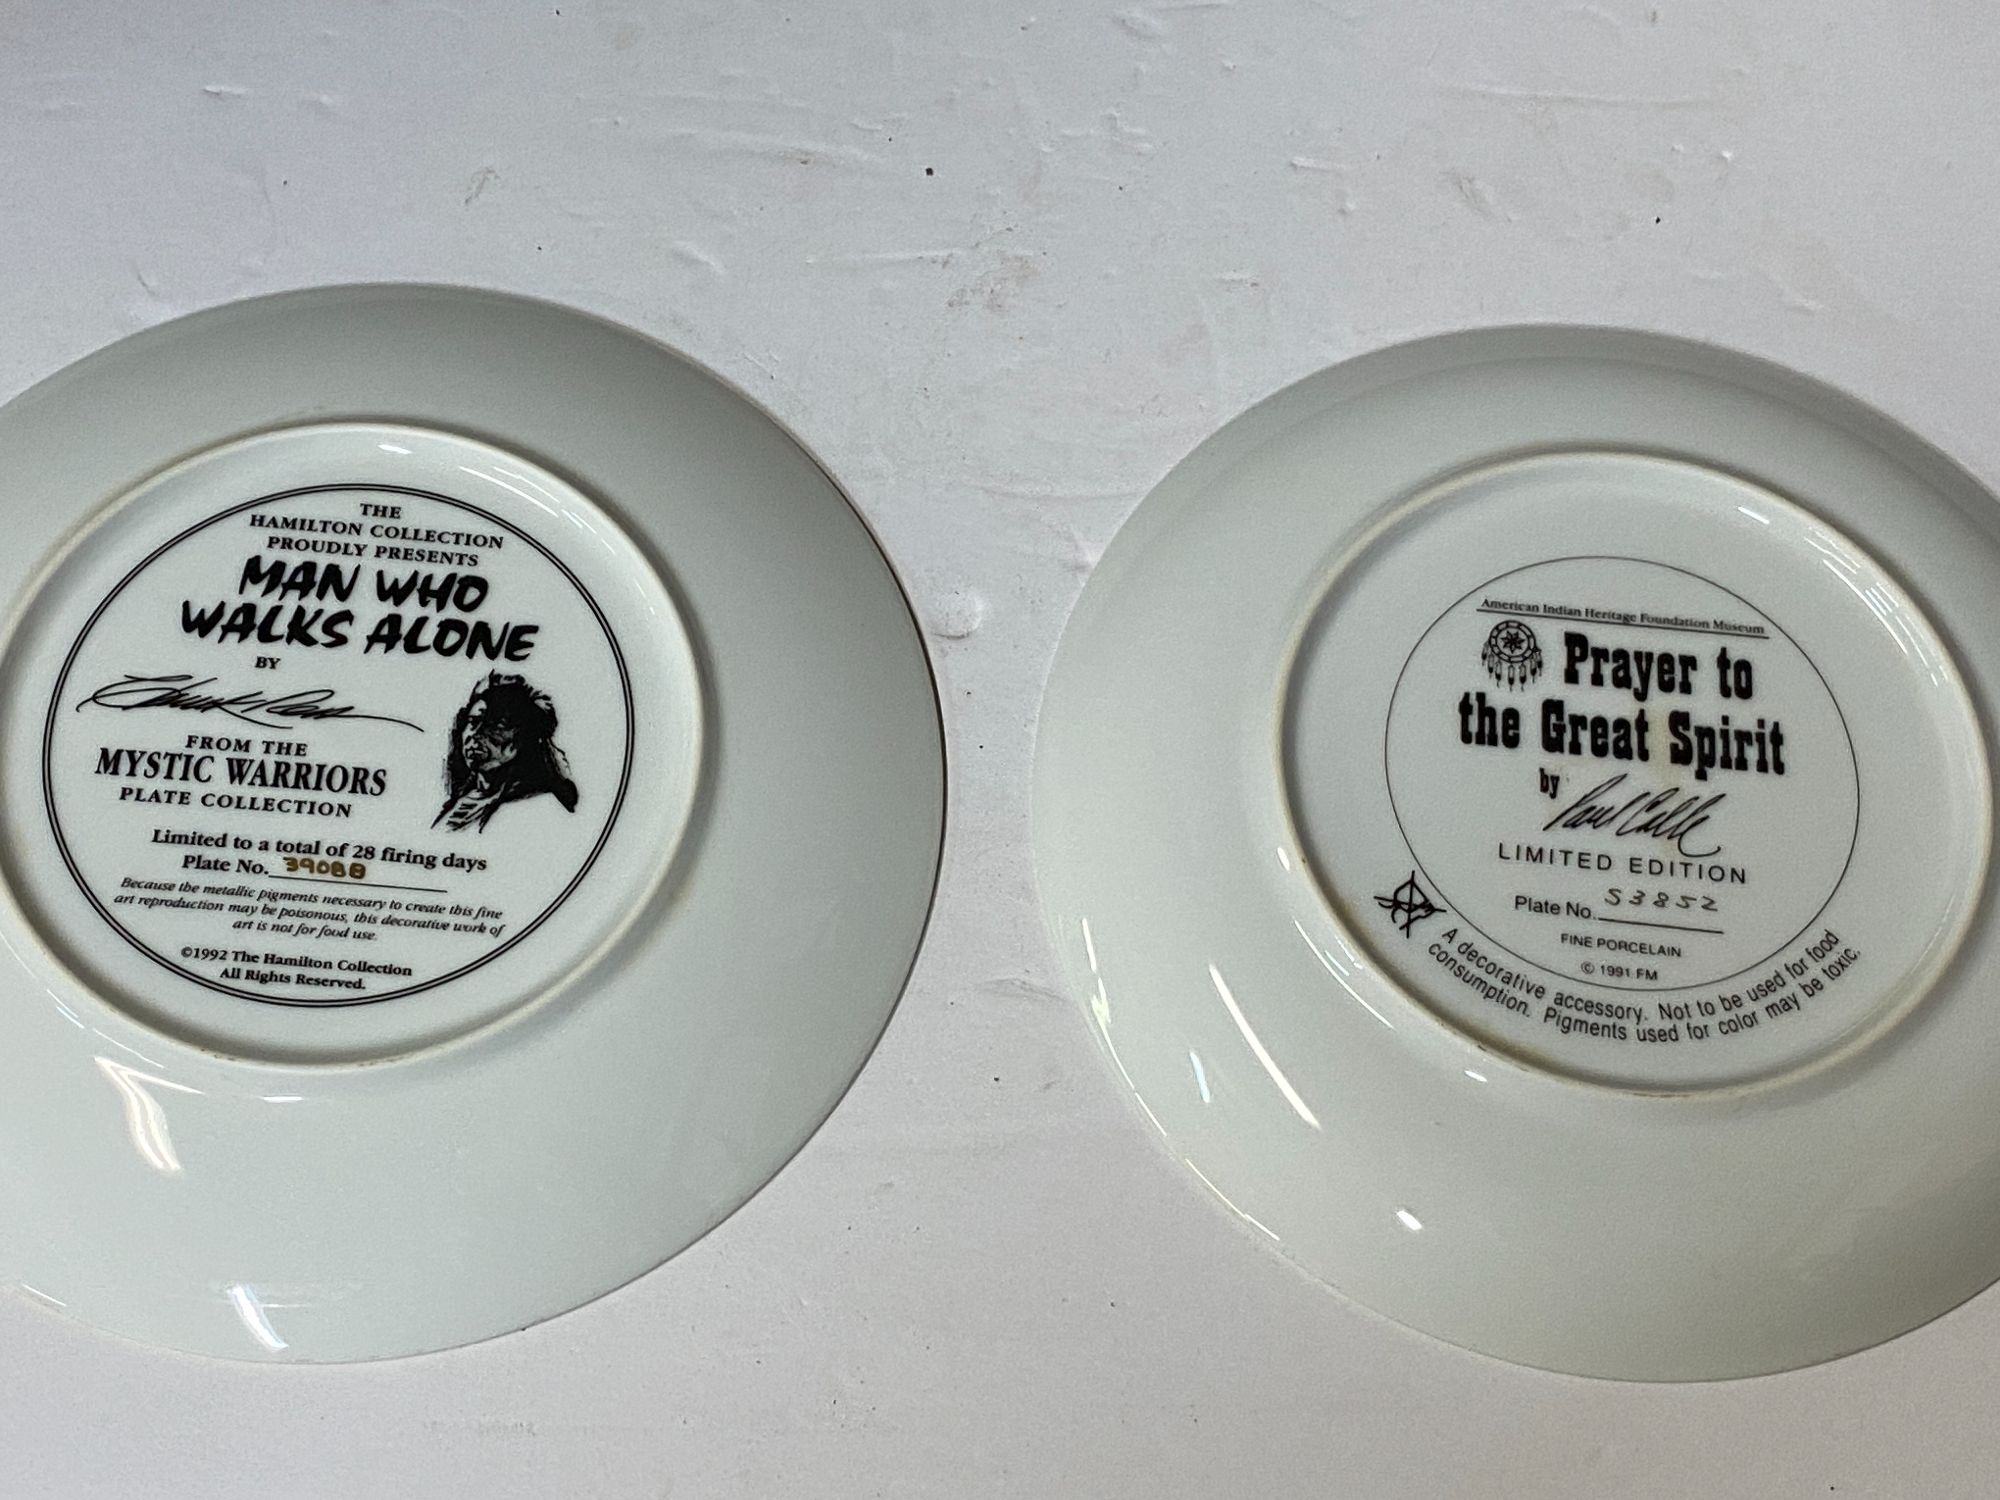 THE
HAMILTON COLLECTION
PROUDLY PRESENTS
MAN WHO
WALKS ALONE
BY
FROM THE
MYSTIC WARRIORS
PLATE COLLECTION
Limited to a total of 28 firing days
Plate No. 39088
Because the metallic pigments necessary to create this fine
art reproduction may be poisonous, this decorative work of
art is not for food use.
©1992 The Hamilton Collection
All Rights Reserved.
American Indian Heritage Foundation Museum
Prayer to
the Great Spirit
by Paul Calle
LIMITED EDITION
Plate No. 53852
FINE PORCELAIN
© 1991 FM
A decorative accessory. Not to be used for food
consumption. Pigments used for color may be toxic.